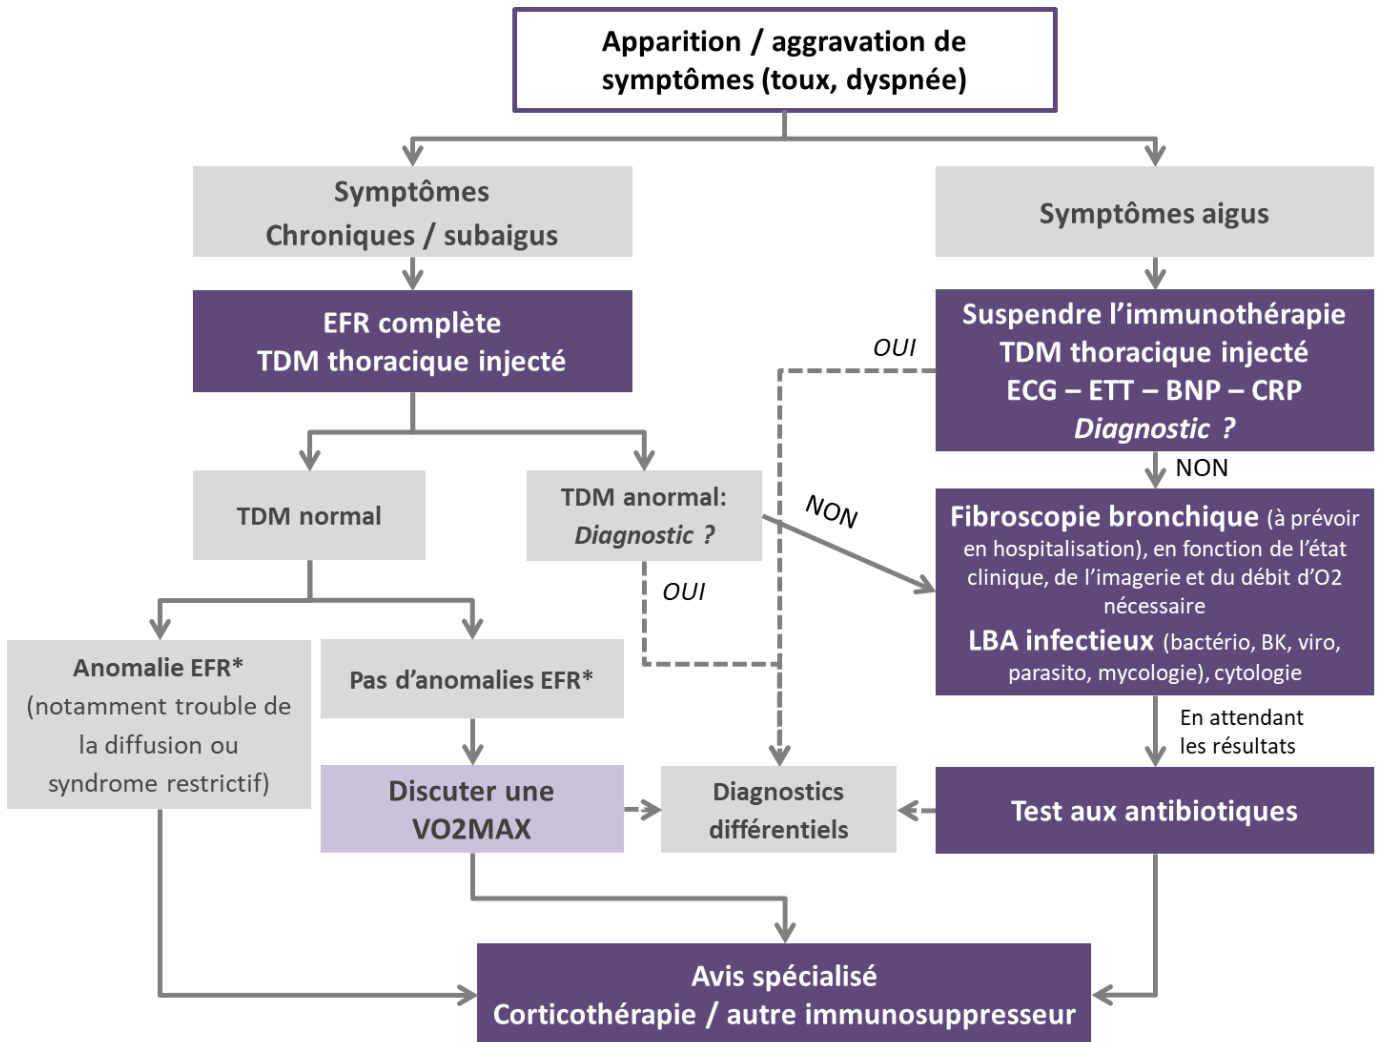 Apparition / aggravation de
symptômes (toux, dyspnée)
Symptômes
Chroniques / subaigus
Symptômes aigus
EFR complète
TDM thoracique injecté
Suspendre l’immunothérapie
TDM thoracique injecté
ECG – ETT – BNP – CRP
Diagnostic ?
OUI
NON
TDM normal
TDM anormal:
Diagnostic ?
NON
OUI
Fibroscopie bronchique (à prévoir
en hospitalisation), en fonction de l’état
clinique, de l’imagerie et du débit d’O2
nécessaire
LBA infectieux (bactério, BK, viro,
parasito, mycologie), cytologie
Anomalie EFR*
(notamment trouble de
la diffusion ou
syndrome restrictif)
Pas d’anomalies EFR*
En attendant
les résultats
Discuter une
VO2MAX
Diagnostics
différentiels
Test aux antibiotiques
Avis spécialisé
Corticothérapie / autre immunosuppresseur